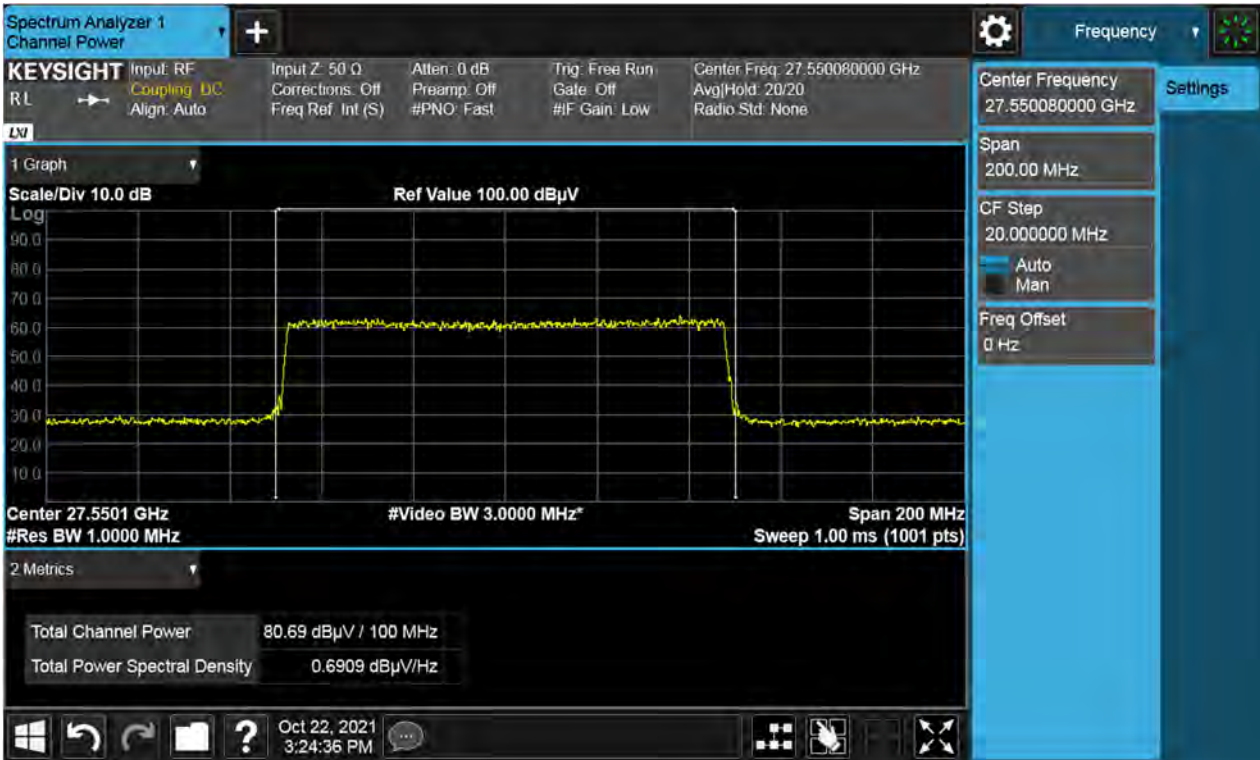 Spectrum Analyzer 1
Channel Power
+
Frequency
KEYSIGHT
RL
LXI
Input: RF
Coupling: DC
Align: Auto
Input Z: 50 Ω
Corrections: Off
Freq Ref: Int (S)
Atten: 0 dB
Preamp: Off
#PNO: Fast
Trig: Free Run
Gate: Off
#IF Gain: Low
Center Freq: 27.550080000 GHz
Avg|Hold: 20/20
Radio Std: None
Center Frequency
27.550080000 GHz
Settings
Span
200.00 MHz
CF Step
20.000000 MHz
Auto
Man
Freq Offset
0 Hz
1 Graph
Scale/Div 10.0 dB
Ref Value 100.00 dBµV
Log
90.0
80.0
70.0
60.0
50.0
40.0
30.0
20.0
10.0
Center 27.5501 GHz
#Video BW 3.0000 MHz*
Span 200 MHz
#Res BW 1.0000 MHz
Sweep 1.00 ms (1001 pts)
2 Metrics
Total Channel Power 80.69 dBµV / 100 MHz
Total Power Spectral Density 0.6909 dBµV/Hz
?
Oct 22, 2021
3:24:36 PM